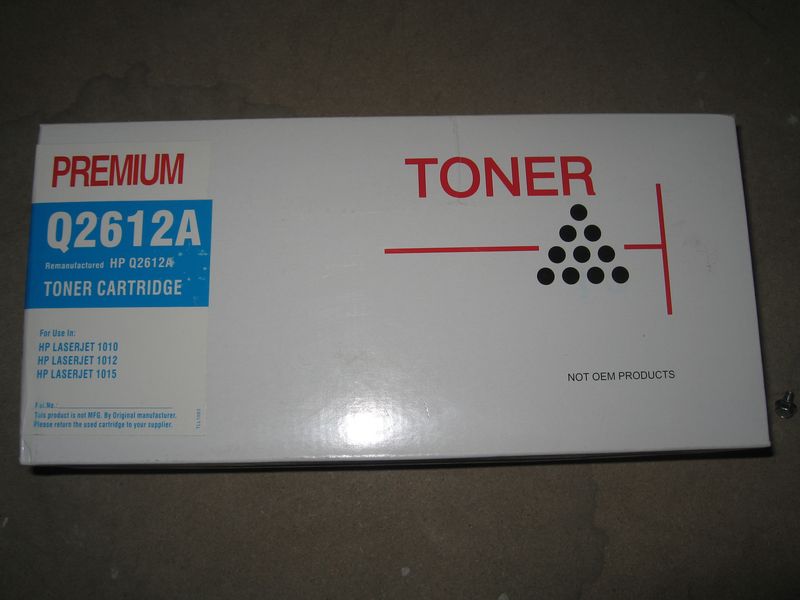 PREMIUM
Q2612A
Remanufactured HP Q2612A
TONER CARTRIDGE
For Use In:
HP LASERJET 1010
HP LASERJET 1012
HP LASERJET 1015
This product is not MFG. By Original manufacturer.
Please return the used cartridge to your supplier.
TONER
NOT OEM PRODUCTS